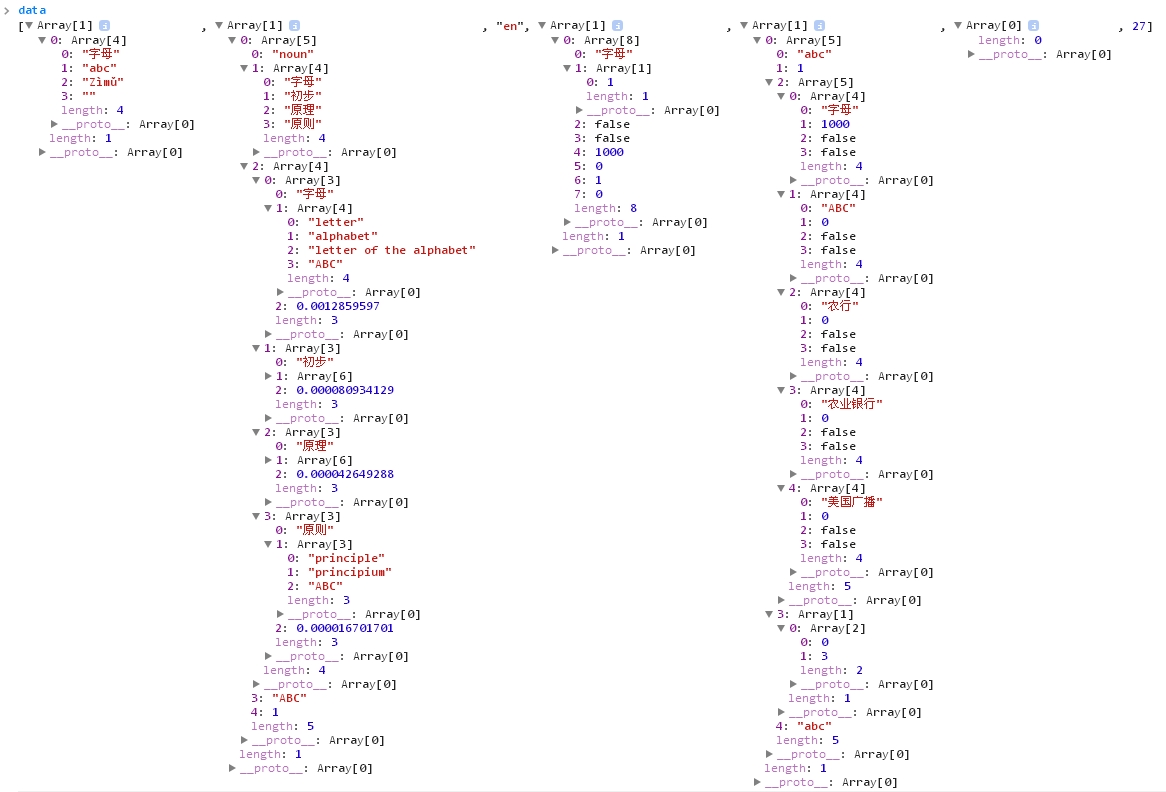 data
[Array[1] , Array[1] , "en", Array[1] , Array[1] , Array[0] , 27]
0: Array[4]
0: "字母"
1: "abc"
2: "Zìmǔ"
3: ""
length: 4
__proto__: Array[0]
length: 1
__proto__: Array[0]
0: Array[5]
0: "noun"
1: Array[4]
0: "字母"
1: "初步"
2: "原理"
3: "原则"
length: 4
__proto__: Array[0]
2: Array[4]
0: Array[3]
0: "字母"
1: Array[4]
0: "letter"
1: "alphabet"
2: "letter of the alphabet"
3: "ABC"
length: 4
__proto__: Array[0]
2: 0.0012859597
length: 3
__proto__: Array[0]
1: Array[3]
0: "初步"
1: Array[6]
2: 0.000080934129
length: 3
__proto__: Array[0]
2: Array[3]
0: "原理"
1: Array[6]
2: 0.000042649288
length: 3
__proto__: Array[0]
3: Array[3]
0: "原则"
1: Array[3]
0: "principle"
1: "principium"
2: "ABC"
length: 3
__proto__: Array[0]
2: 0.000016701701
length: 3
__proto__: Array[0]
length: 4
__proto__: Array[0]
3: "ABC"
4: 1
length: 5
__proto__: Array[0]
length: 1
__proto__: Array[0]
0: Array[8]
0: "字母"
1: Array[1]
0: 1
length: 1
__proto__: Array[0]
2: false
3: false
4: 1000
5: 0
6: 1
7: 0
length: 8
__proto__: Array[0]
length: 1
__proto__: Array[0]
0: Array[5]
0: "abc"
1: 1
2: Array[5]
0: Array[4]
0: "字母"
1: 1000
2: false
3: false
length: 4
__proto__: Array[0]
1: Array[4]
0: "ABC"
1: 0
2: false
3: false
length: 4
__proto__: Array[0]
2: Array[4]
0: "农行"
1: 0
2: false
3: false
length: 4
__proto__: Array[0]
3: Array[4]
0: "农业银行"
1: 0
2: false
3: false
length: 4
__proto__: Array[0]
4: Array[4]
0: "美国广播"
1: 0
2: false
3: false
length: 4
__proto__: Array[0]
length: 5
__proto__: Array[0]
3: Array[1]
0: Array[2]
0: 0
1: 3
length: 2
__proto__: Array[0]
length: 1
__proto__: Array[0]
4: "abc"
length: 5
__proto__: Array[0]
length: 1
__proto__: Array[0]
length: 0
__proto__: Array[0]